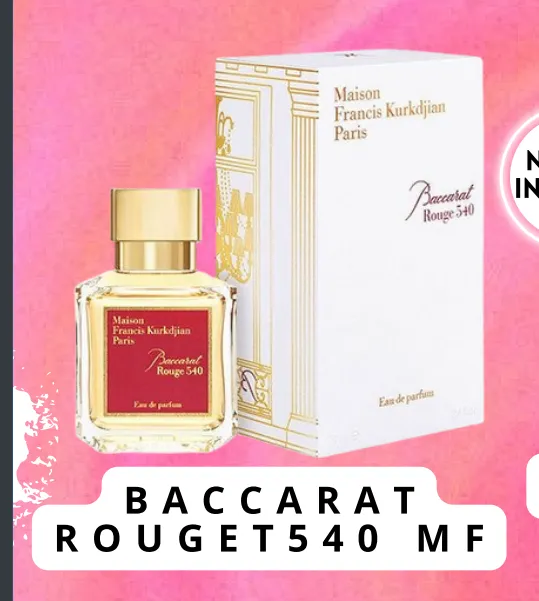 Maison
Francis Kurkdjian
Paris
Baccarat
Rouge 540
Eau de parfum
Maison
Francis Kurkdjian
Paris
Baccarat
Rouge 540
Eau de parfum
N
IN
BACCARAT
ROUGET540 MF